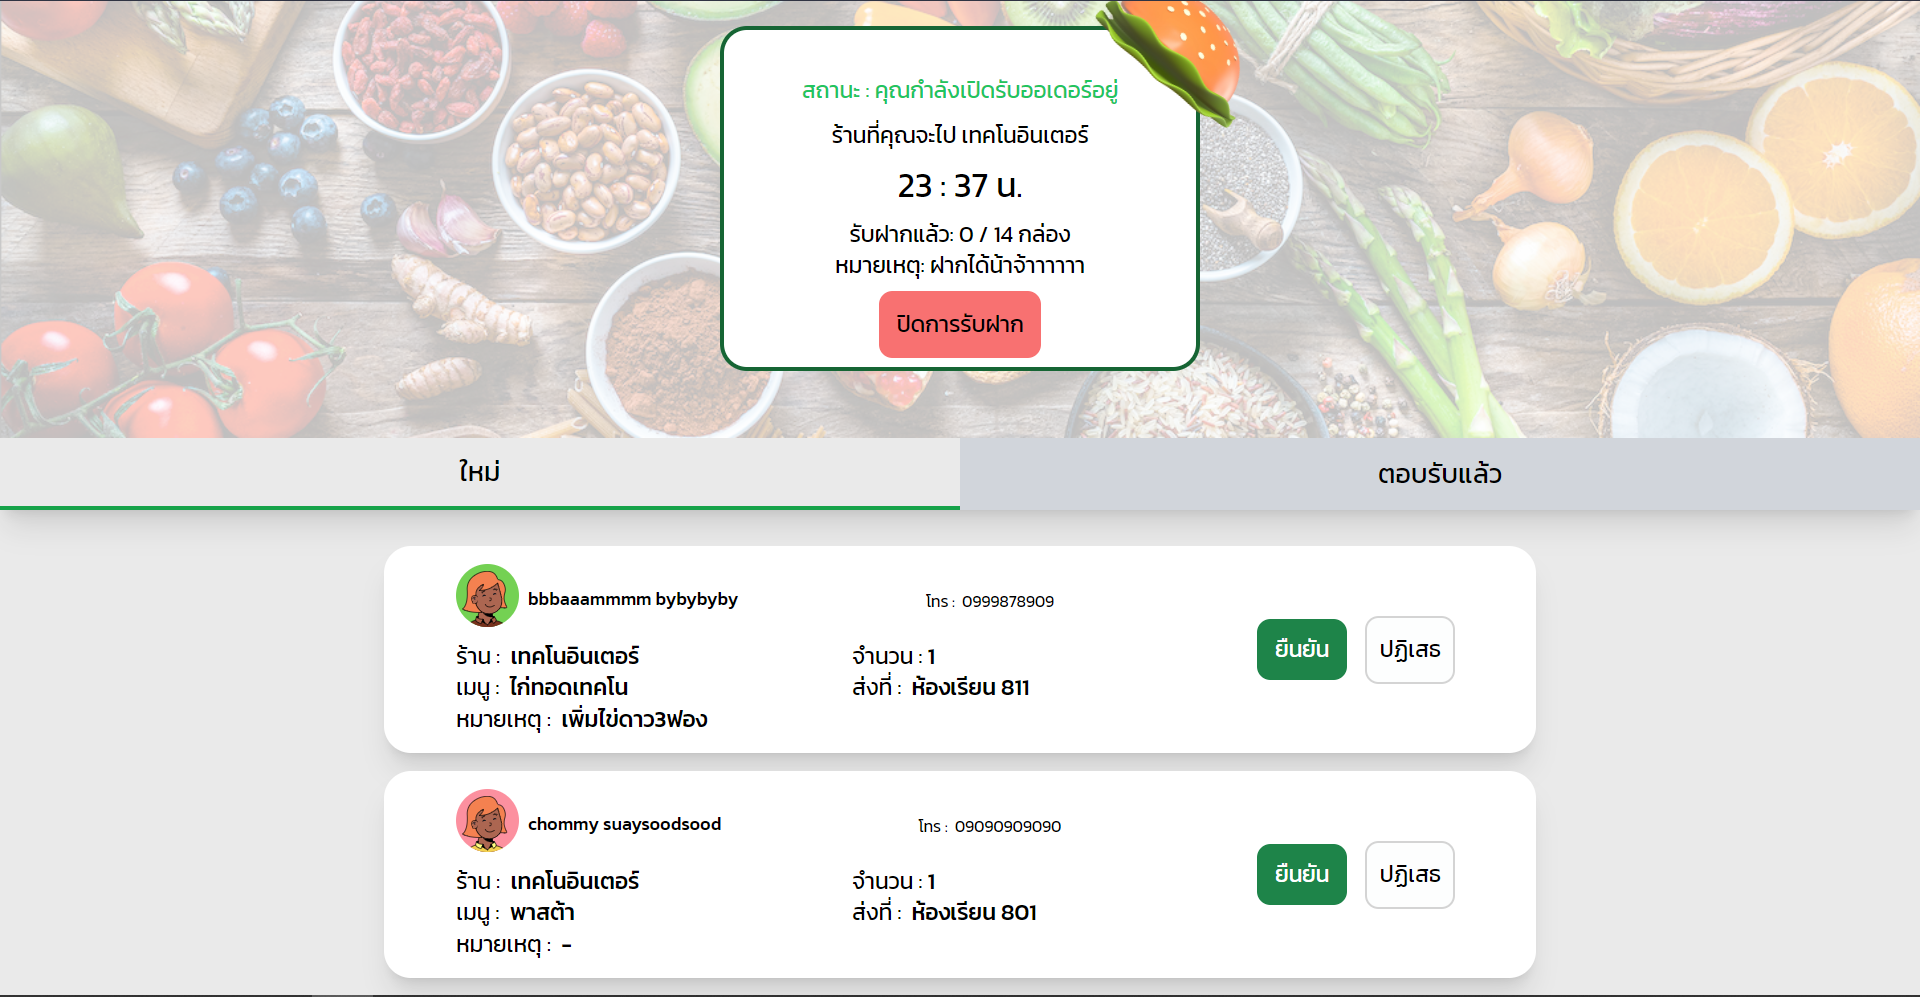 สถานะ : คุณกำลังเปิดรับออเดอร์อยู่
ร้านที่คุณจะไป เทคโนอินเตอร์
23 : 37 น.
รับฝากแล้ว: 0 / 14 กล่อง
หมายเหตุ: ฝากได้น้าจ้าาาาาา
ปิดการรับฝาก
ใหม่
ตอบรับแล้ว
bbbaaammmm bybybyby
โทร : 0999878909
ร้าน : เทคโนอินเตอร์
จำนวน : 1
เมนู : ไก่ทอดเทคโน
ส่งที่ : ห้องเรียน 811
หมายเหตุ : เพิ่มไข่ดาว3ฟอง
ยืนยัน
ปฏิเสธ
chommy suaysoodsood
โทร : 09090909090
ร้าน : เทคโนอินเตอร์
จำนวน : 1
เมนู : พาสต้า
ส่งที่ : ห้องเรียน 801
หมายเหตุ : -
ยืนยัน
ปฏิเสธ